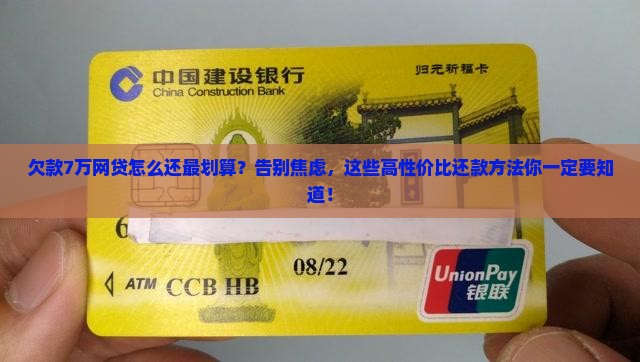 中国建设银行
China Construction Bank
归元祈福卡
欠款7万网贷怎么还最划算？告别焦虑，这些高性价比还款方法你一定要知
道！
6
08/22
ATM CCB HB
UnionPay
银联